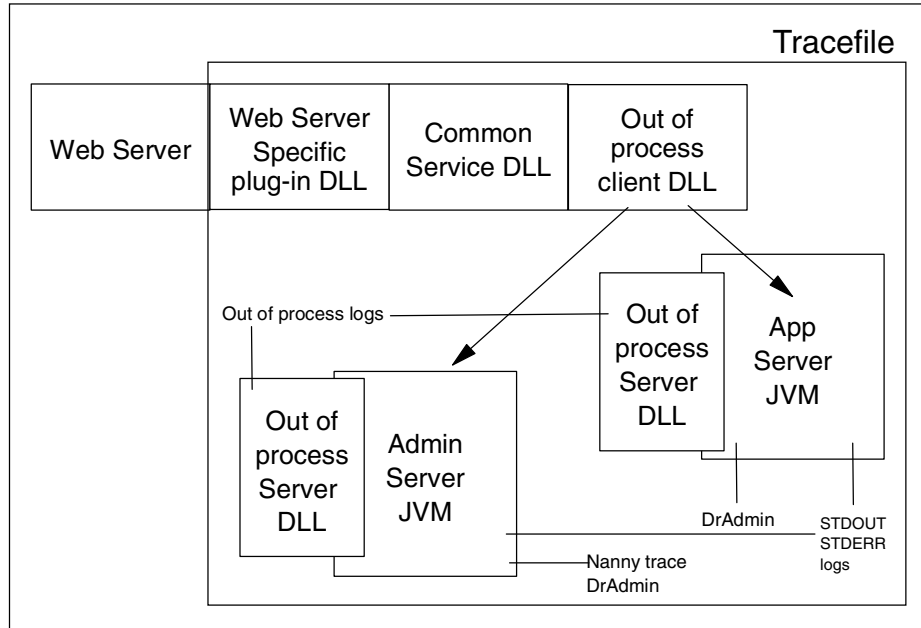 Tracefile
Web Server
Web Server
Specific
plug-in DLL
Common
Service DLL
Out of
process
client DLL
Out of process logs
Out of
process
Server
DLL
App
Server
JVM
Out of
process
Server
DLL
Admin
Server
JVM
DrAdmin
STDOUT
STDERR
logs
Nanny trace
DrAdmin